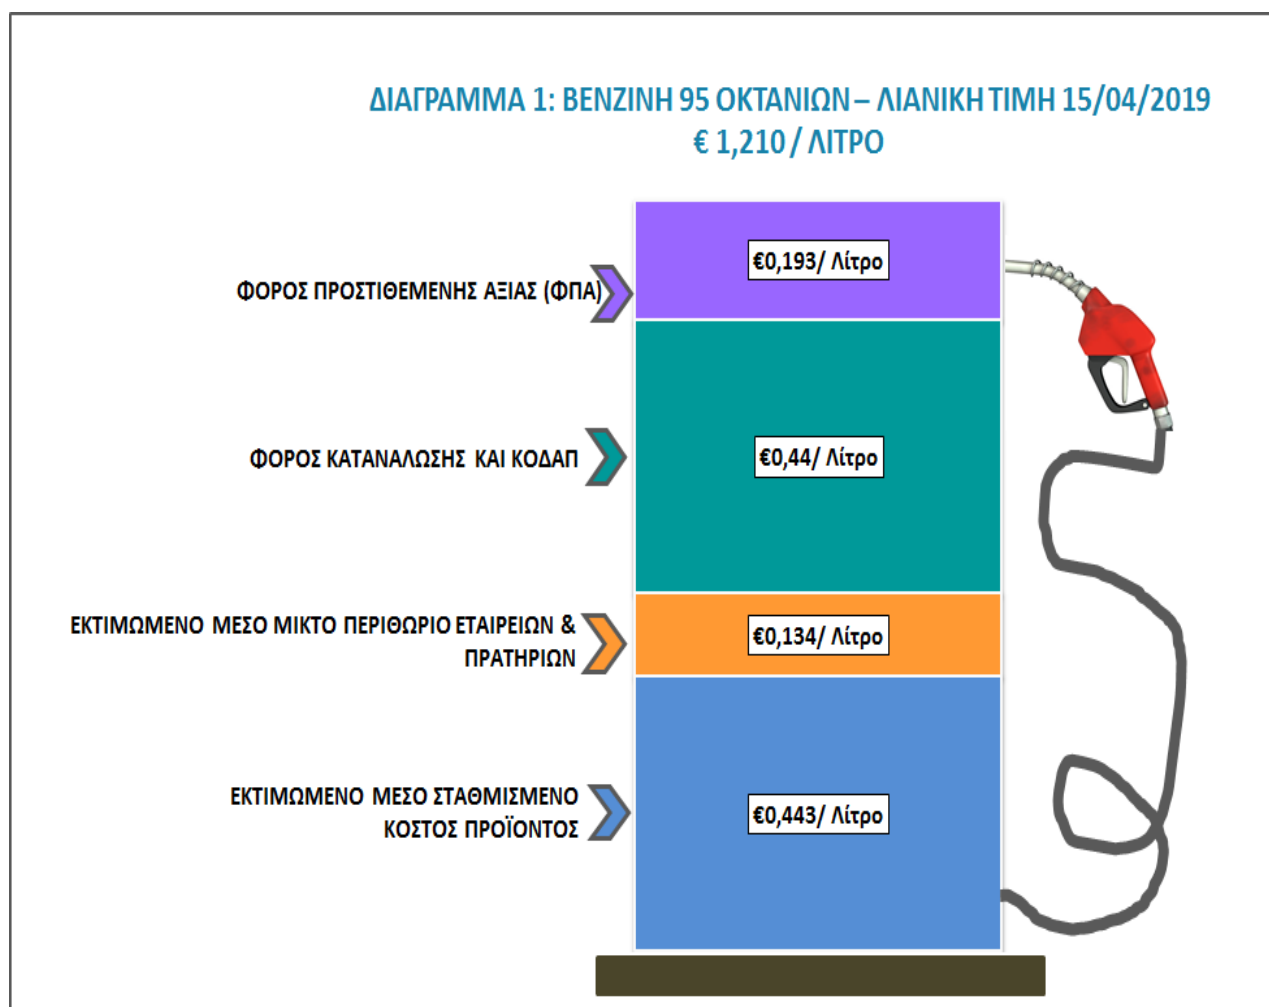 ΔΙΑΓΡΑΜΜΑ 1: ΒΕΝΖΙΝΗ 95 ΟΚΤΑΝΙΩΝ – ΛΙΑΝΙΚΗ ΤΙΜΗ 15/04/2019
€ 1,210 / ΛΙΤΡΟ
€0,193/ Λίτρο
ΦΟΡΟΣ ΠΡΟΣΤΙΘΕΜΕΝΗΣ ΑΞΙΑΣ (ΦΠΑ)
€0,44/ Λίτρο
ΦΟΡΟΣ ΚΑΤΑΝΑΛΩΣΗΣ ΚΑΙ ΚΟΔΑΠ
ΕΚΤΙΜΩΜΕΝΟ ΜΕΣΟ ΜΙΚΤΟ ΠΕΡΙΘΩΡΙΟ ΕΤΑΙΡΕΙΩΝ &
ΠΡΑΤΗΡΙΩΝ
€0,134/ Λίτρο
ΕΚΤΙΜΩΜΕΝΟ ΜΕΣΟ ΣΤΑΘΜΙΣΜΕΝΟ
ΚΟΣΤΟΣ ΠΡΟΪΟΝΤΟΣ
€0,443/ Λίτρο